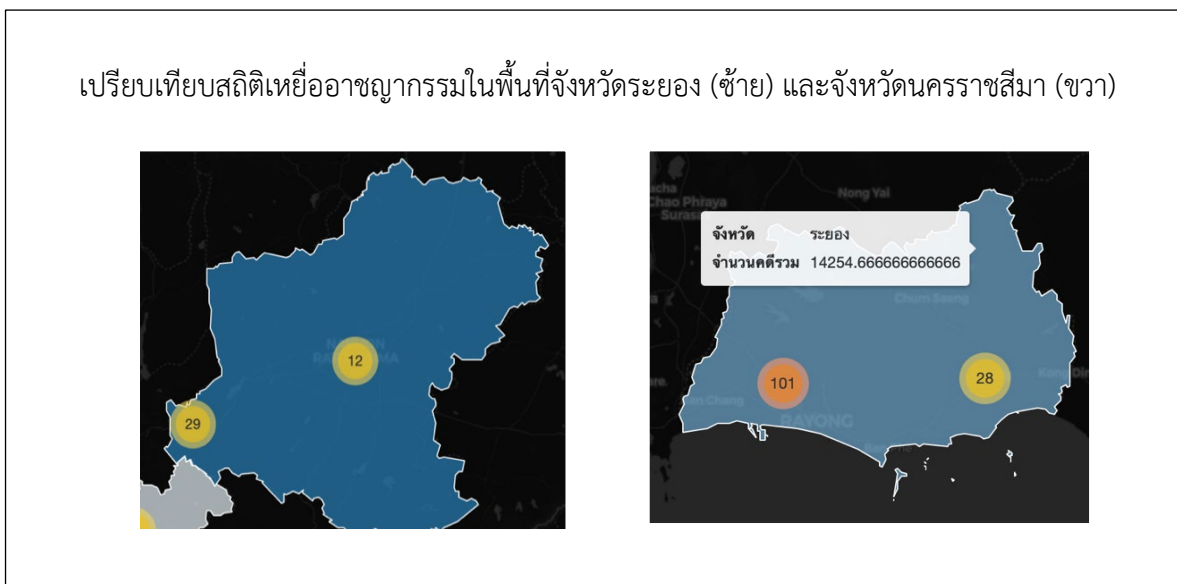 เปรียบเทียบสถิติเหยื่ออาชญากรรมในพื้นที่จังหวัดระยอง (ซ้าย) และจังหวัดนครราชสีมา (ขวา)
12
29
Nong Yai
Chao Phraya
จังหวัด ระยอง
จำนวนคดีรวม 14254.666666666666
Chum Saeng
101
28
RAYONG